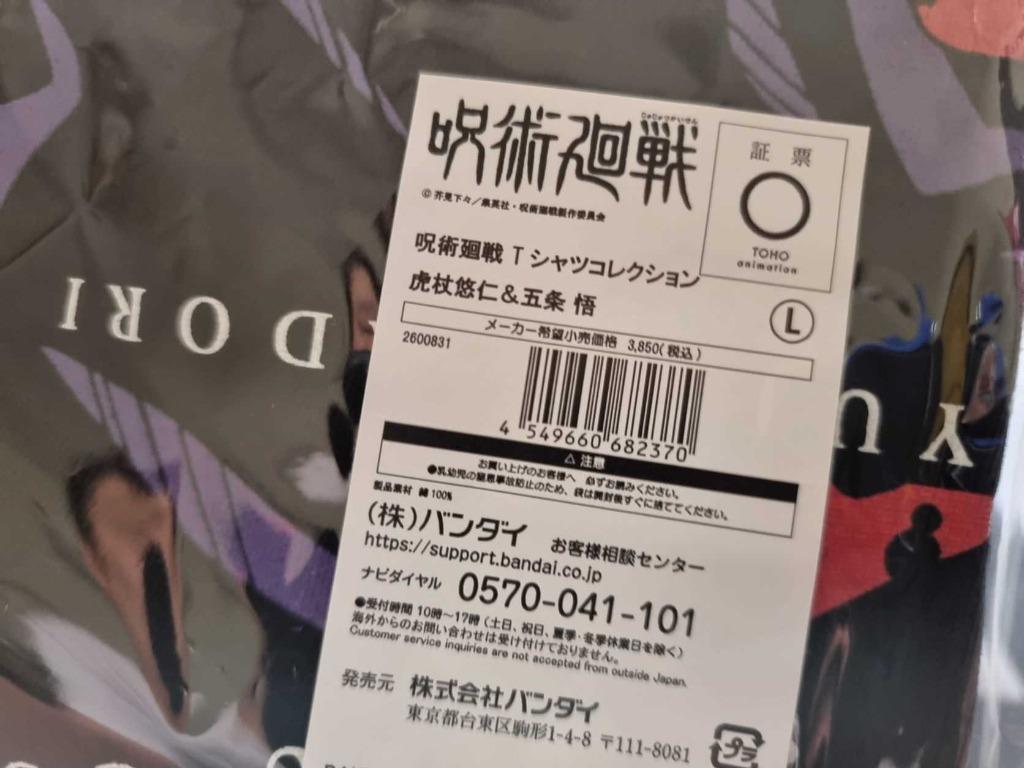 呪術廻戦
じゅじゅつかいせん
© 芥見下々／集英社・呪術廻戦製作委員会
証 票
TOHO
animation
呪術廻戦 Tシャツコレクション
虎杖悠仁＆五条 悟
L
メーカー希望小売価格 3,850(税込)
2600831
4 549660 682370
⚠ 注意
お買い上げのお客様へ 必ずお読みください。
●乳幼児の窒息事故防止のため、袋は開封後すぐに捨ててください。
製品素材 綿100%
(株)バンダイ お客様相談センター
https://support.bandai.co.jp
ナビダイヤル 0570-041-101
●受付時間 10時〜17時 (土日、祝日、夏季・冬季休業日を除く)
海外からのお問い合わせは受け付けておりません。
Customer service inquiries are not accepted from outside Japan.
発売元 株式会社バンダイ
東京都台東区駒形1-4-8 〒111-8081
プラ
YU
DORI